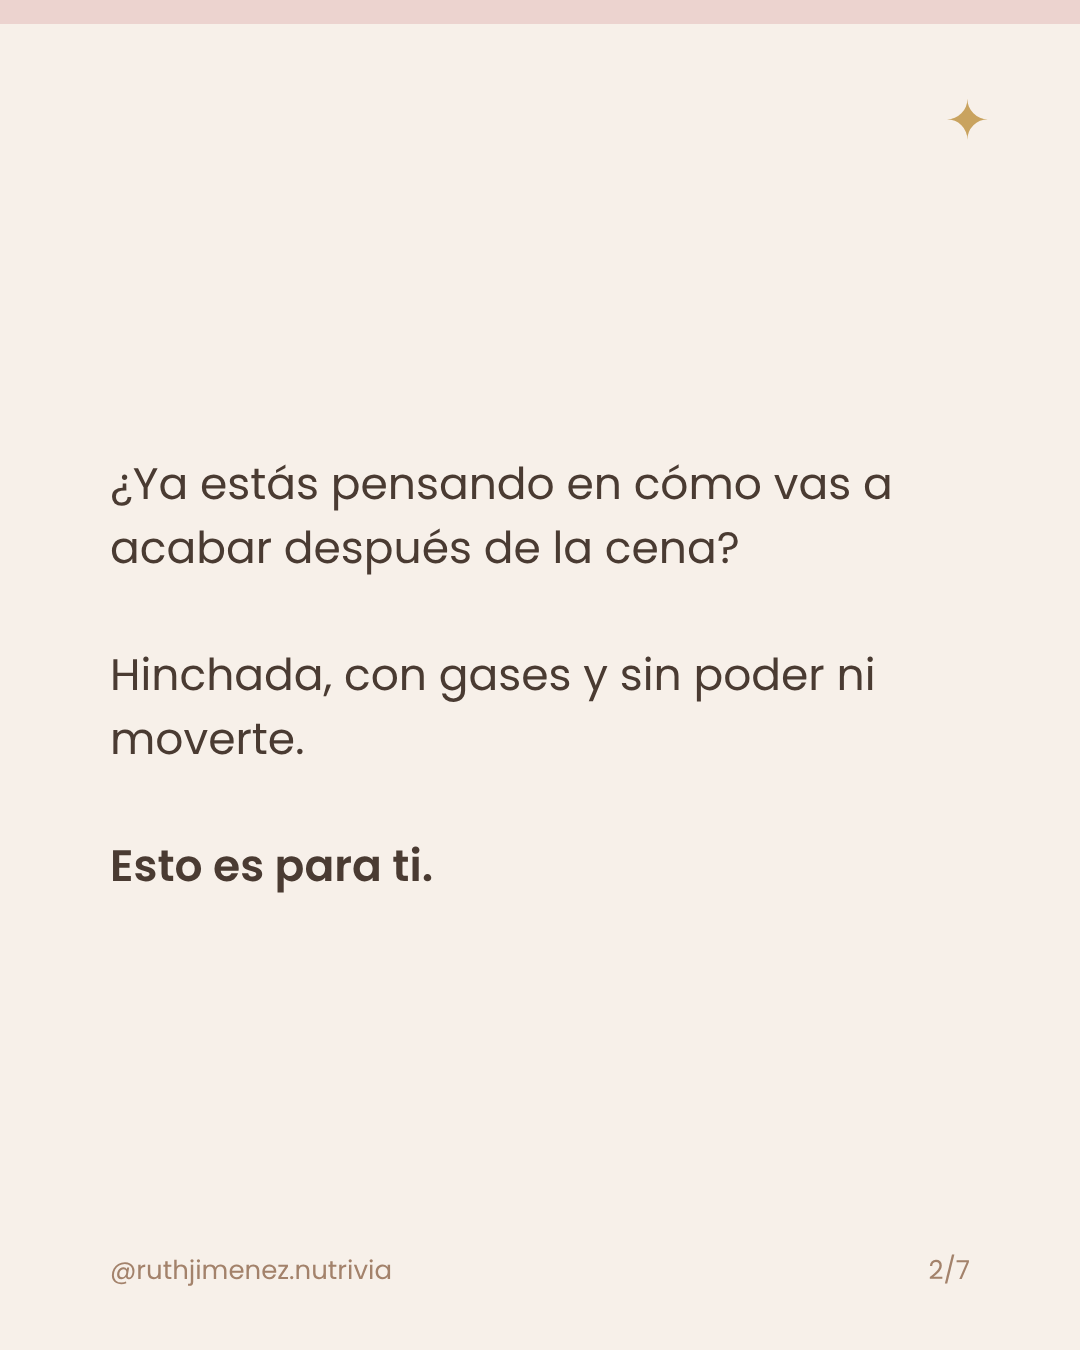 ¿Ya estás pensando en cómo vas a
acabar después de la cena?
Hinchada, con gases y sin poder ni
moverte.
Esto es para ti.
@ruthjimenez.nutrivia
2/7